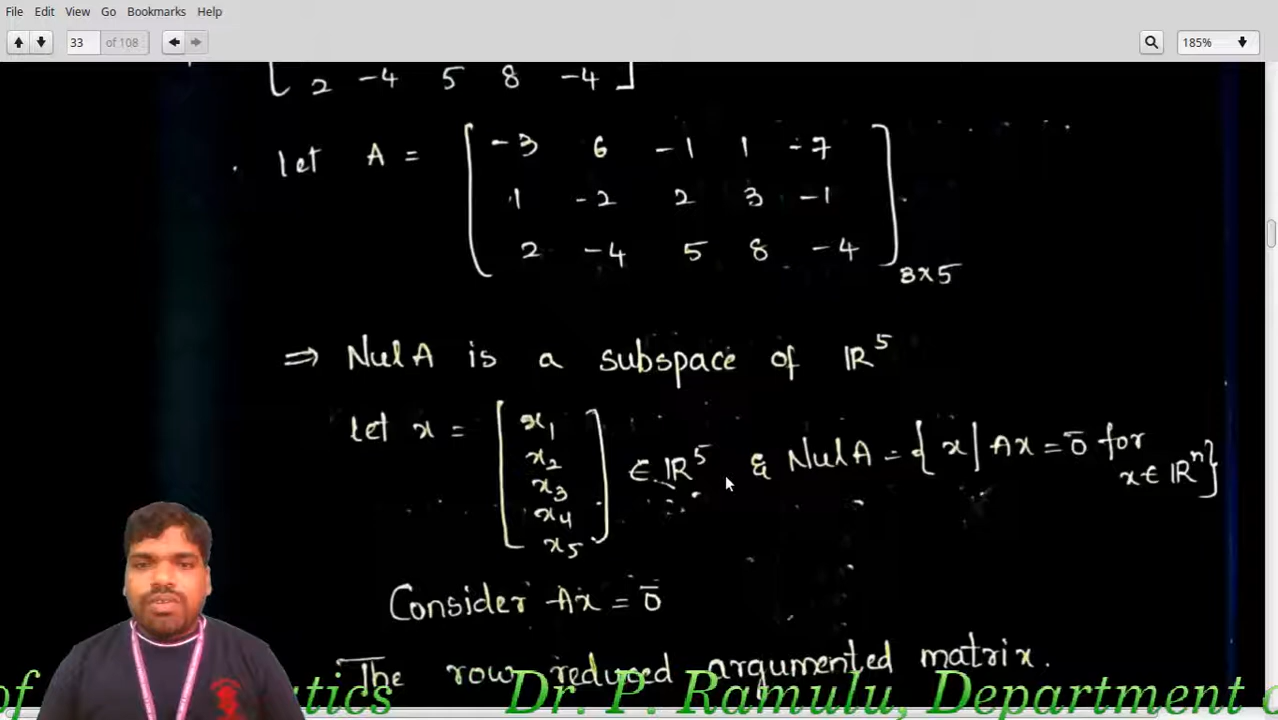 File Edit View Go Bookmarks Help
33 of 108 185%
2 -4 5 8 -4
let A = [ -3 6 -1 1 -7
1 -2 2 3 -1
2 -4 5 8 -4 ] 3x5
⇒ Nul A is a subspace of ℝ⁵
let x = [ x₁ x₂ x₃ x₄ x₅ ] ∈ ℝ⁵ & Nul A = { x | Ax = 0̄ for x ∈ ℝⁿ}
Consider Ax = 0̄
The row reduced argumented matrix.
of Dr. P. Ramulu, Department